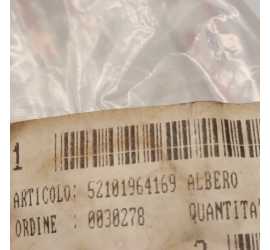 1
ARTICOLO: 52101964169 ALBERO
ORDINE : 0030278 QUANTITA'